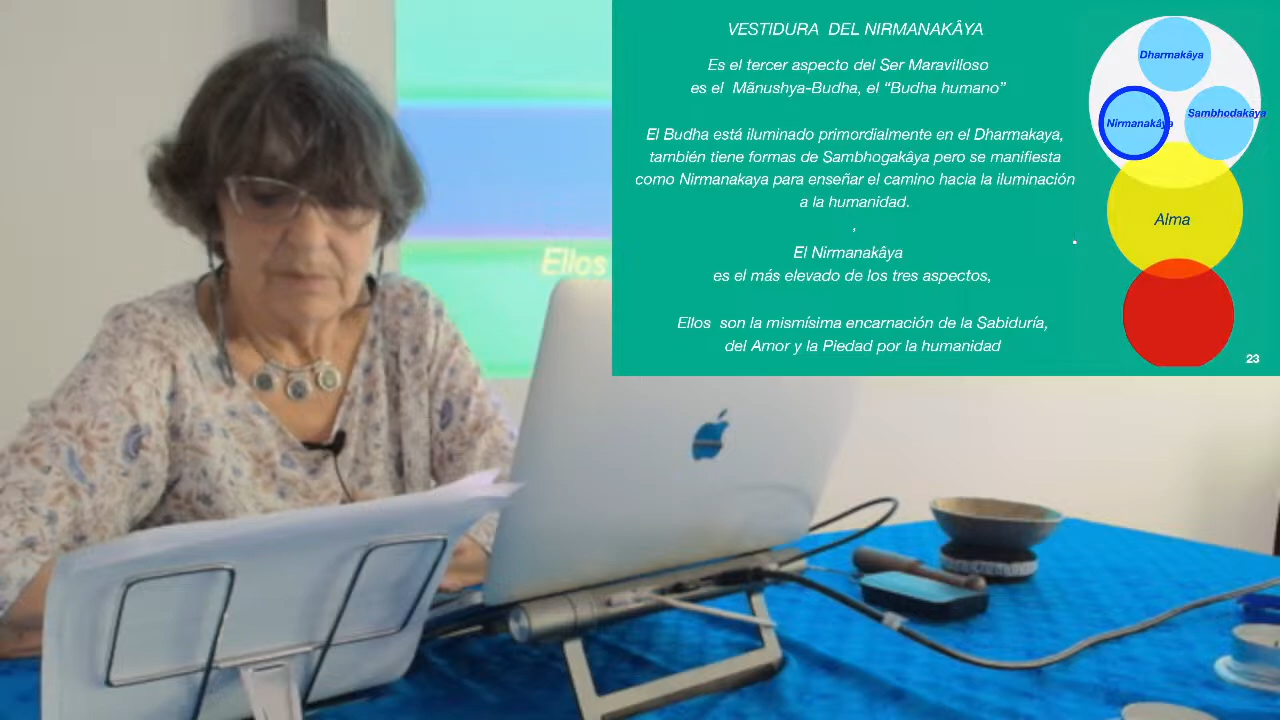 VESTIDURA DEL NIRMANAKÂYA
Es el tercer aspecto del Ser Maravilloso
es el Mãnushya-Budha, el “Budha humano”
El Budha está iluminado primordialmente en el Dharmakaya,
también tiene formas de Sambhogakâya pero se manifiesta
como Nirmanakaya para enseñar el camino hacia la iluminación
a la humanidad.
,
El Nirmanakâya
es el más elevado de los tres aspectos,
Ellos son la mismísima encarnación de la Sabiduría,
del Amor y la Piedad por la humanidad
Dharmakâya
Nirmanakâya
Sambhodakâya
Alma
.
23
Ellos